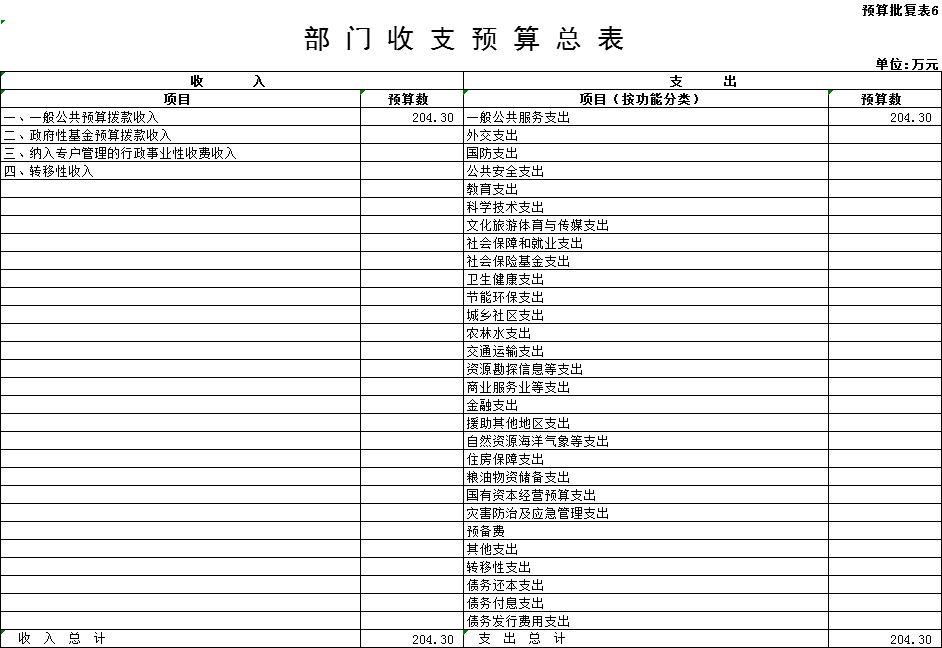 预算批复表6
部门收支预算总表
单位:万元
收 入 支 出
项目 预算数 项目(按功能分类) 预算数
一、一般公共预算拨款收入 204.30 一般公共服务支出 204.30
二、政府性基金预算拨款收入 外交支出
三、纳入专户管理的行政事业性收费收入 国防支出
四、转移性收入 公共安全支出
教育支出
科学技术支出
文化旅游体育与传媒支出
社会保障和就业支出
社会保险基金支出
卫生健康支出
节能环保支出
城乡社区支出
农林水支出
交通运输支出
资源勘探信息等支出
商业服务业等支出
金融支出
援助其他地区支出
自然资源海洋气象等支出
住房保障支出
粮油物资储备支出
国有资本经营预算支出
灾害防治及应急管理支出
预备费
其他支出
转移性支出
债务还本支出
债务付息支出
债务发行费用支出
收 入 总 计 204.30 支 出 总 计 204.30